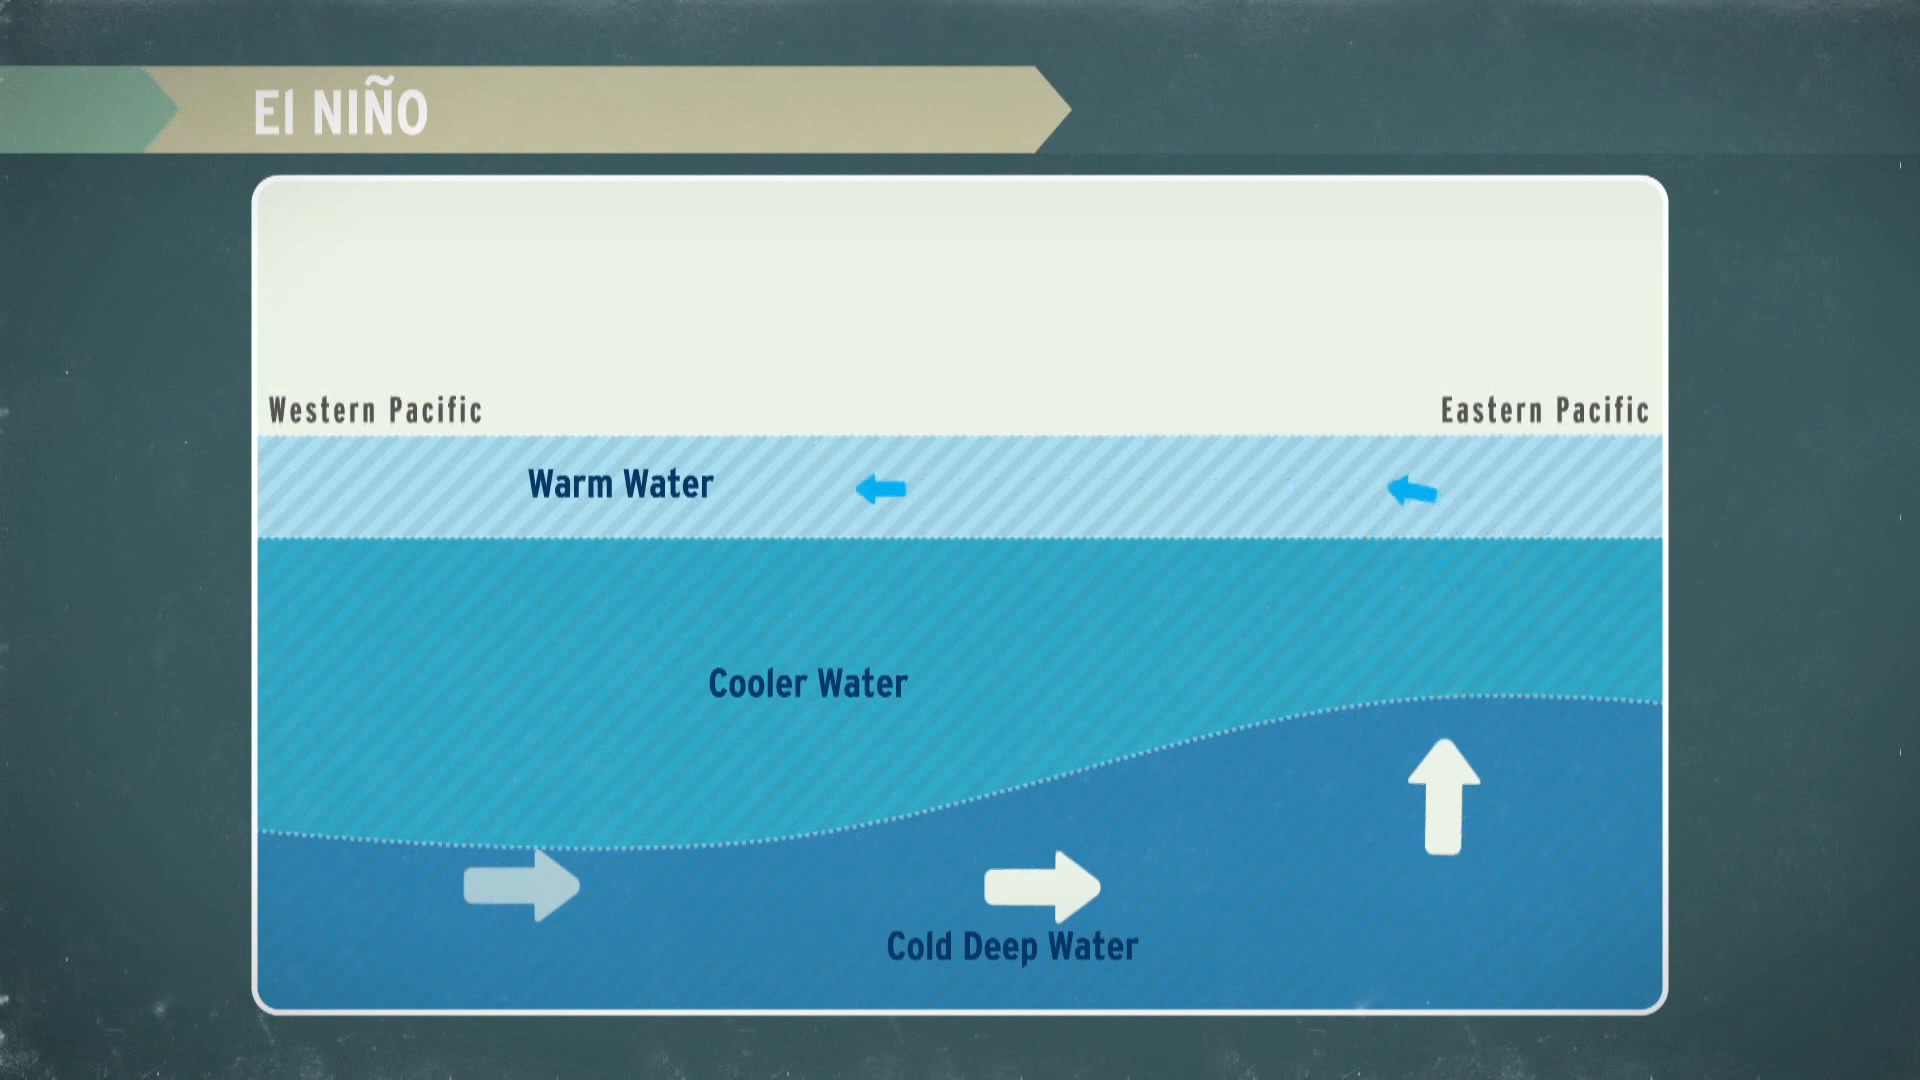 El NIÑO
Western Pacific
Eastern Pacific
Warm Water
Cooler Water
Cold Deep Water